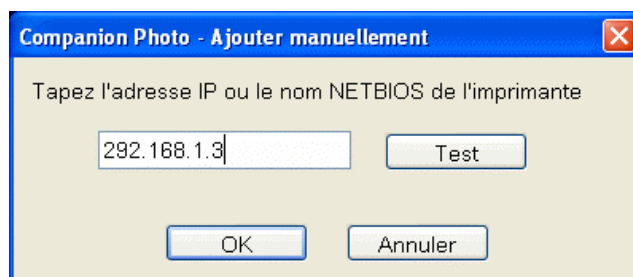 Companion Photo - Ajouter manuellement
Tapez l'adresse IP ou le nom NETBIOS de l'imprimante
292.168.1.3
Test
OK
Annuler